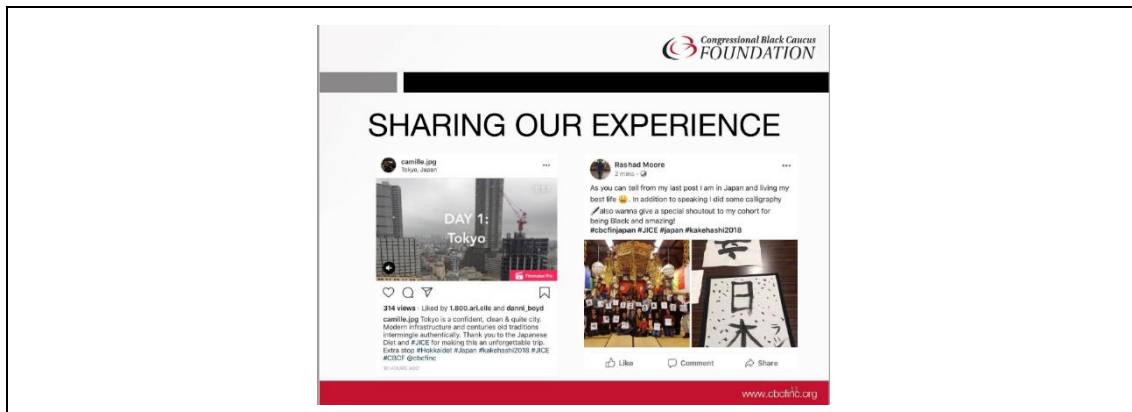 Congressional Black Caucus
FOUNDATION
SHARING OUR EXPERIENCE
camille.jpg
Tokyo, Japan
DAY 1:
Tokyo
314 views · Liked by 1.800.ari.elle and danni_boyd
camille.jpg Tokyo is a confident, clean & quite city.
Modern infrastructure and centuries old traditions
intermingle authentically. Thank you to the Japanese
Diet and #JICE for making this an unforgettable trip.
Extra stop #Hokkaido! #Japan #kakehashi2018 #JICE
#CBCF @cbcfinc
Rashad Moore
2 mins ·
As you can tell from my last post I am in Japan and living my
best life 😀. In addition to speaking I did some calligraphy
🖋also wanna give a special shoutout to my cohort for
being Black and amazing!
#cbcfinjapan #JICE #japan #kakehashi2018
日本
Like
Comment
Share
www.cbcfinc.org